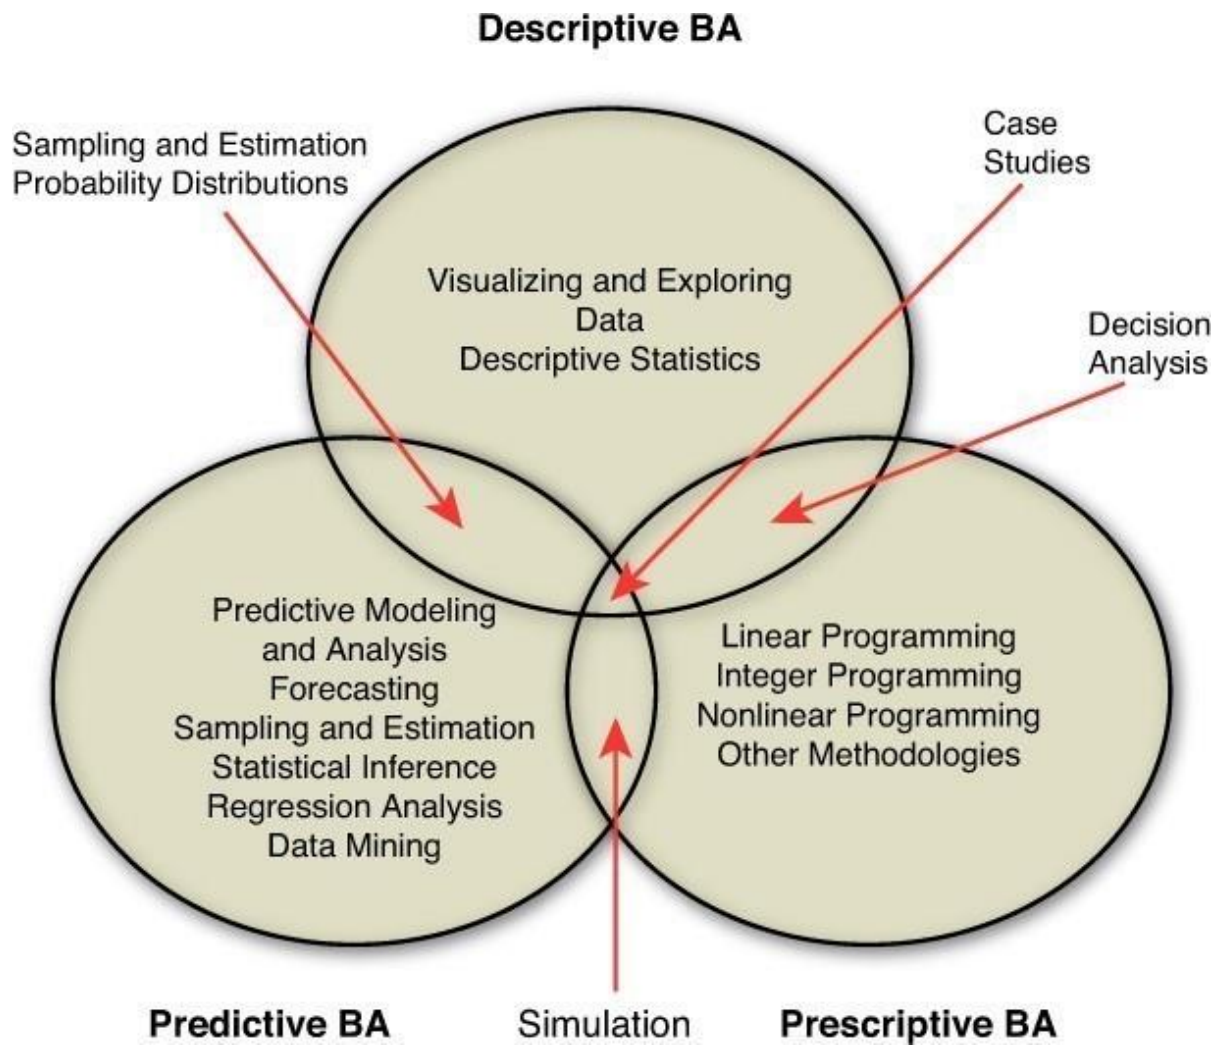 Descriptive BA
Sampling and Estimation
Probability Distributions
Case
Studies
Visualizing and Exploring
Data
Descriptive Statistics
Decision
Analysis
Predictive Modeling
and Analysis
Forecasting
Sampling and Estimation
Statistical Inference
Regression Analysis
Data Mining
Linear Programming
Integer Programming
Nonlinear Programming
Other Methodologies
Predictive BA
Simulation
Prescriptive BA